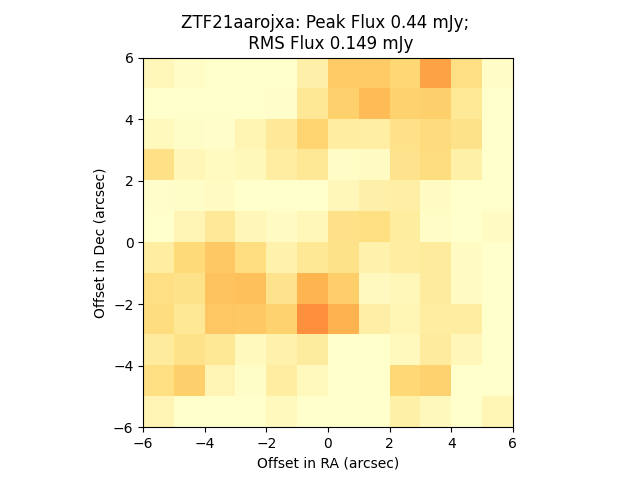 ZTF21aarojxa: Peak Flux 0.44 mJy;
RMS Flux 0.149 mJy
6
4
2
0
−2
−4
−6
Offset in Dec (arcsec)
−6 −4 −2 0 2 4 6
Offset in RA (arcsec)